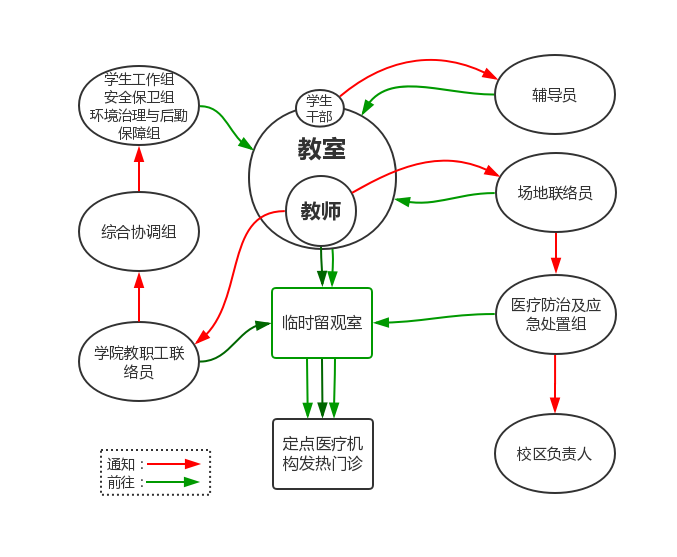 学生工作组
安全保卫组
环境治理与后勤
保障组
学生
干部
辅导员
教室
场地联络员
教师
综合协调组
医疗防治及应
急处置组
临时留观室
学院教职工联
络员
定点医疗机
构发热门诊
校区负责人
通知：
前往：